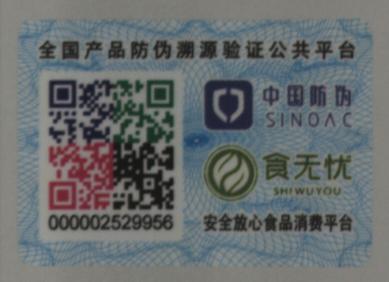 全国产品防伪溯源验证公共平台
中国防伪
SINOAC
食无忧
SHIWUYOU
000002529956
安全放心食品消费平台